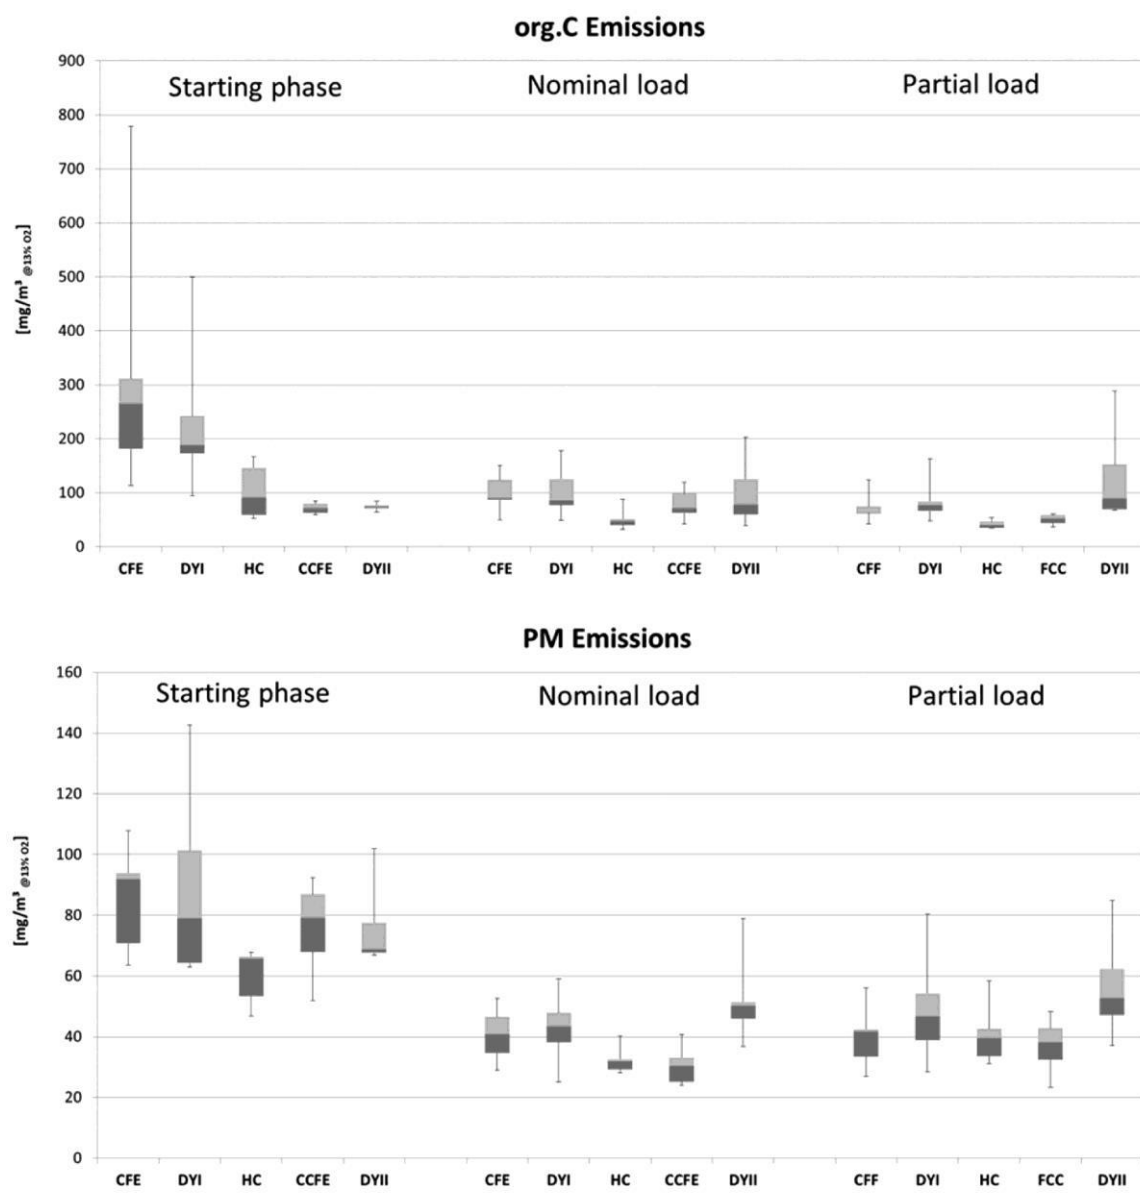 org.C Emissions
900
Starting phase Nominal load Partial load
800
700
600
500
400
300
200
100
0
[mg/m³ @13% O2]
CFE DYI HC CCFE DYII CFE DYI HC CCFE DYII CFF DYI HC FCC DYII
PM Emissions
160
Starting phase Nominal load Partial load
140
120
100
80
60
40
20
0
[mg/m³ @13% O2]
CFE DYI HC CCFE DYII CFE DYI HC CCFE DYII CFF DYI HC FCC DYII